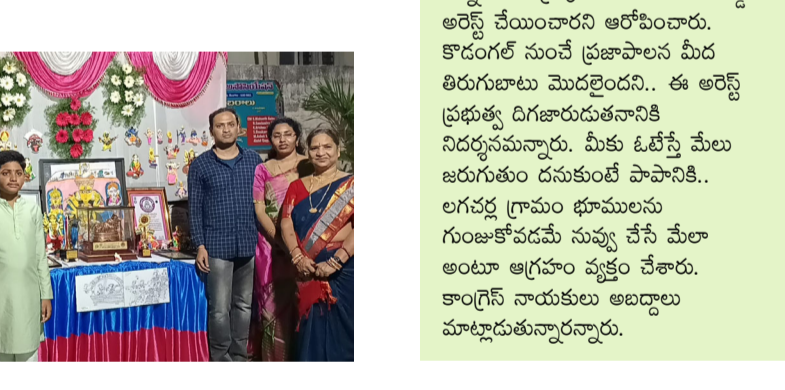 అరెస్ట్ చేయించారని ఆరోపించారు.
కొడంగల్ నుంచే ప్రజాపాలన మీద
తిరుగుబాటు మొదలైందని.. ఈ అరెస్ట్
ప్రభుత్వ దిగజారుడుతనానికి
నిదర్శనమన్నారు. మీకు ఓటేస్తే మేలు
జరుగుతుం దనుకుంటే పాపానికి..
లగచర్ల గ్రామం భూములను
గుంజుకోవడమే నువ్వు చేసే మేలా
అంటూ ఆగ్రహం వ్యక్తం చేశారు.
కాంగ్రెస్ నాయకులు అబద్దాలు
మాట్లాడుతున్నారన్నారు.